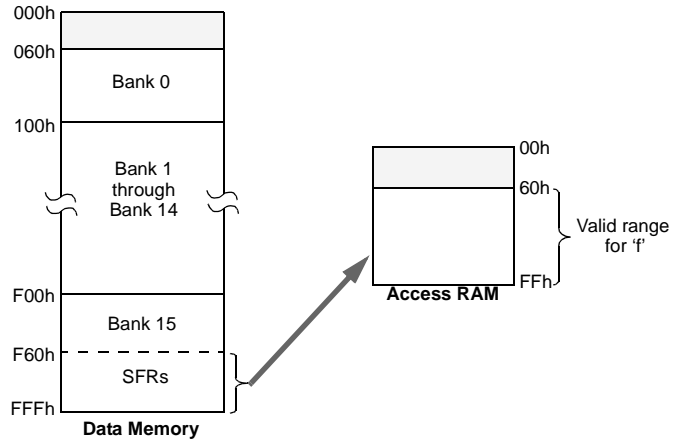 000h
060h
Bank 0
100h
Bank 1
through
Bank 14
F00h
Bank 15
F60h
SFRs
FFFh
Data Memory
00h
60h
Valid range
for ‘f’
FFh
Access RAM